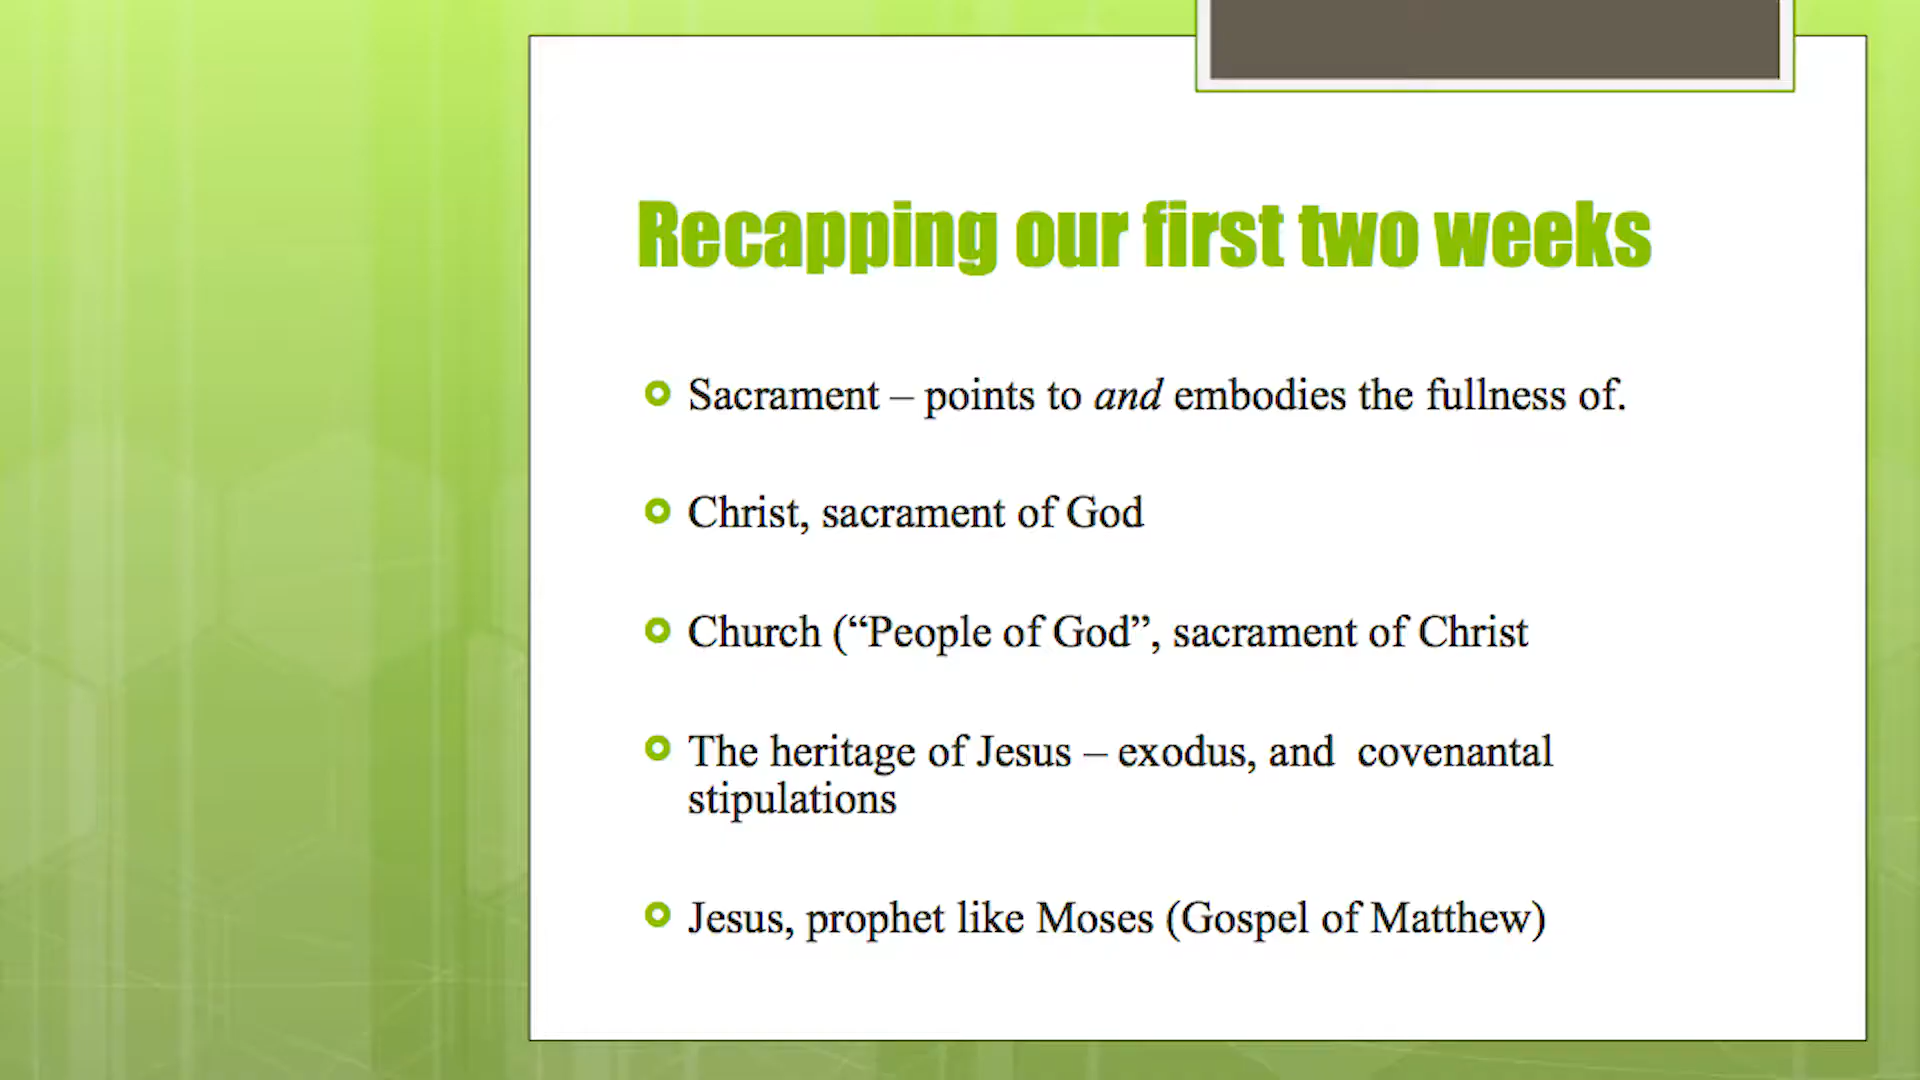 Recapping our first two weeks
Sacrament – points to and embodies the fullness of.
Christ, sacrament of God
Church (“People of God”, sacrament of Christ
The heritage of Jesus – exodus, and  covenantal
stipulations
Jesus, prophet like Moses (Gospel of Matthew)